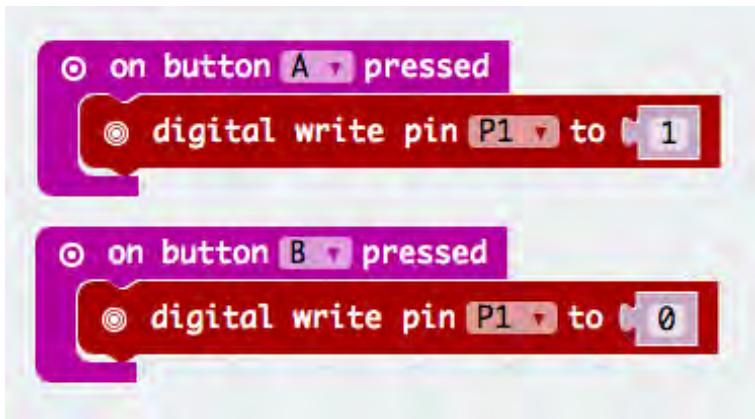 on button A pressed
digital write pin P1 to 1
on button B pressed
digital write pin P1 to 0